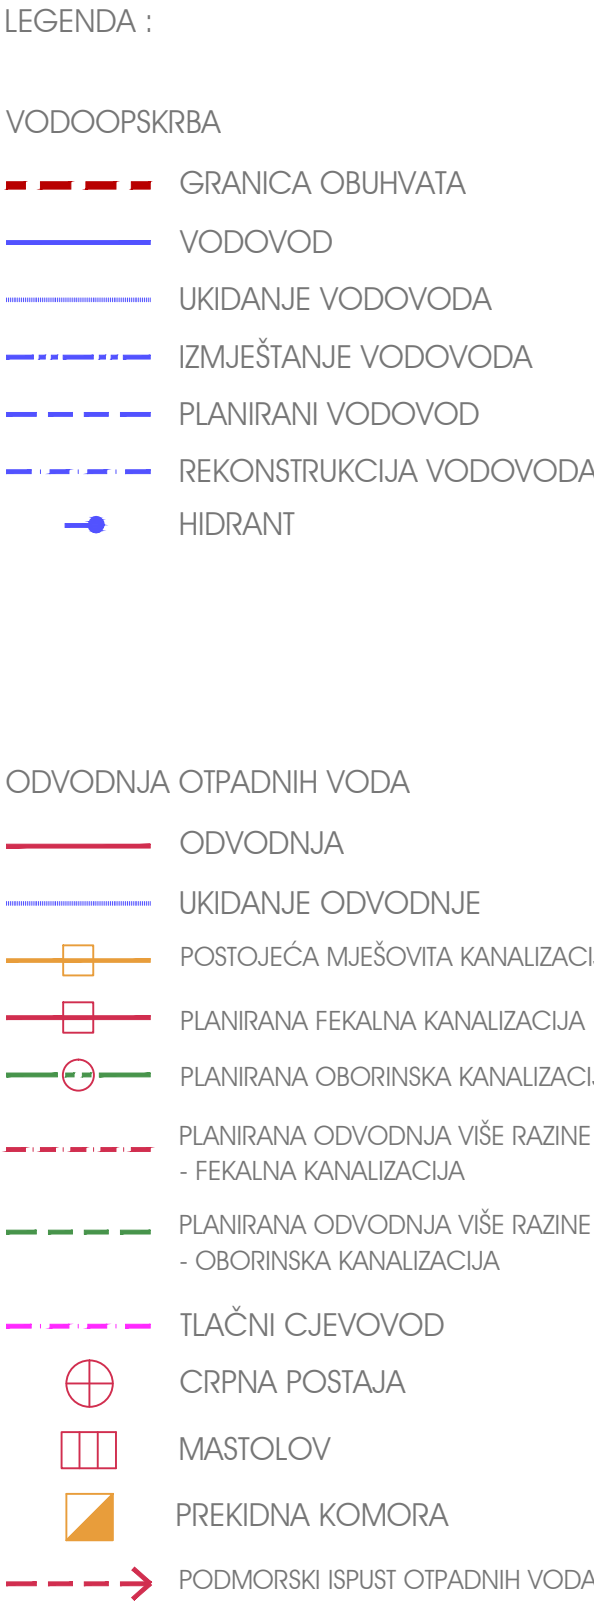 LEGENDA :
VODOOPSKRBA
GRANICA OBUHVATA
VODOVOD
UKIDANJE VODOVODA
IZMJEŠTANJE VODOVODA
PLANIRANI VODOVOD
REKONSTRUKCIJA VODOVODA
HIDRANT
ODVODNJA OTPADNIH VODA
ODVODNJA
UKIDANJE ODVODNJE
POSTOJEĆA MJEŠOVITA KANALIZACIJ
PLANIRANA FEKALNA KANALIZACIJA
PLANIRANA OBORINSKA KANALIZACIJ
PLANIRANA ODVODNJA VIŠE RAZINE
- FEKALNA KANALIZACIJA
PLANIRANA ODVODNJA VIŠE RAZINE
- OBORINSKA KANALIZACIJA
TLAČNI CJEVOVOD
CRPNA POSTAJA
MASTOLOV
PREKIDNA KOMORA
PODMORSKI ISPUST OTPADNIH VODA